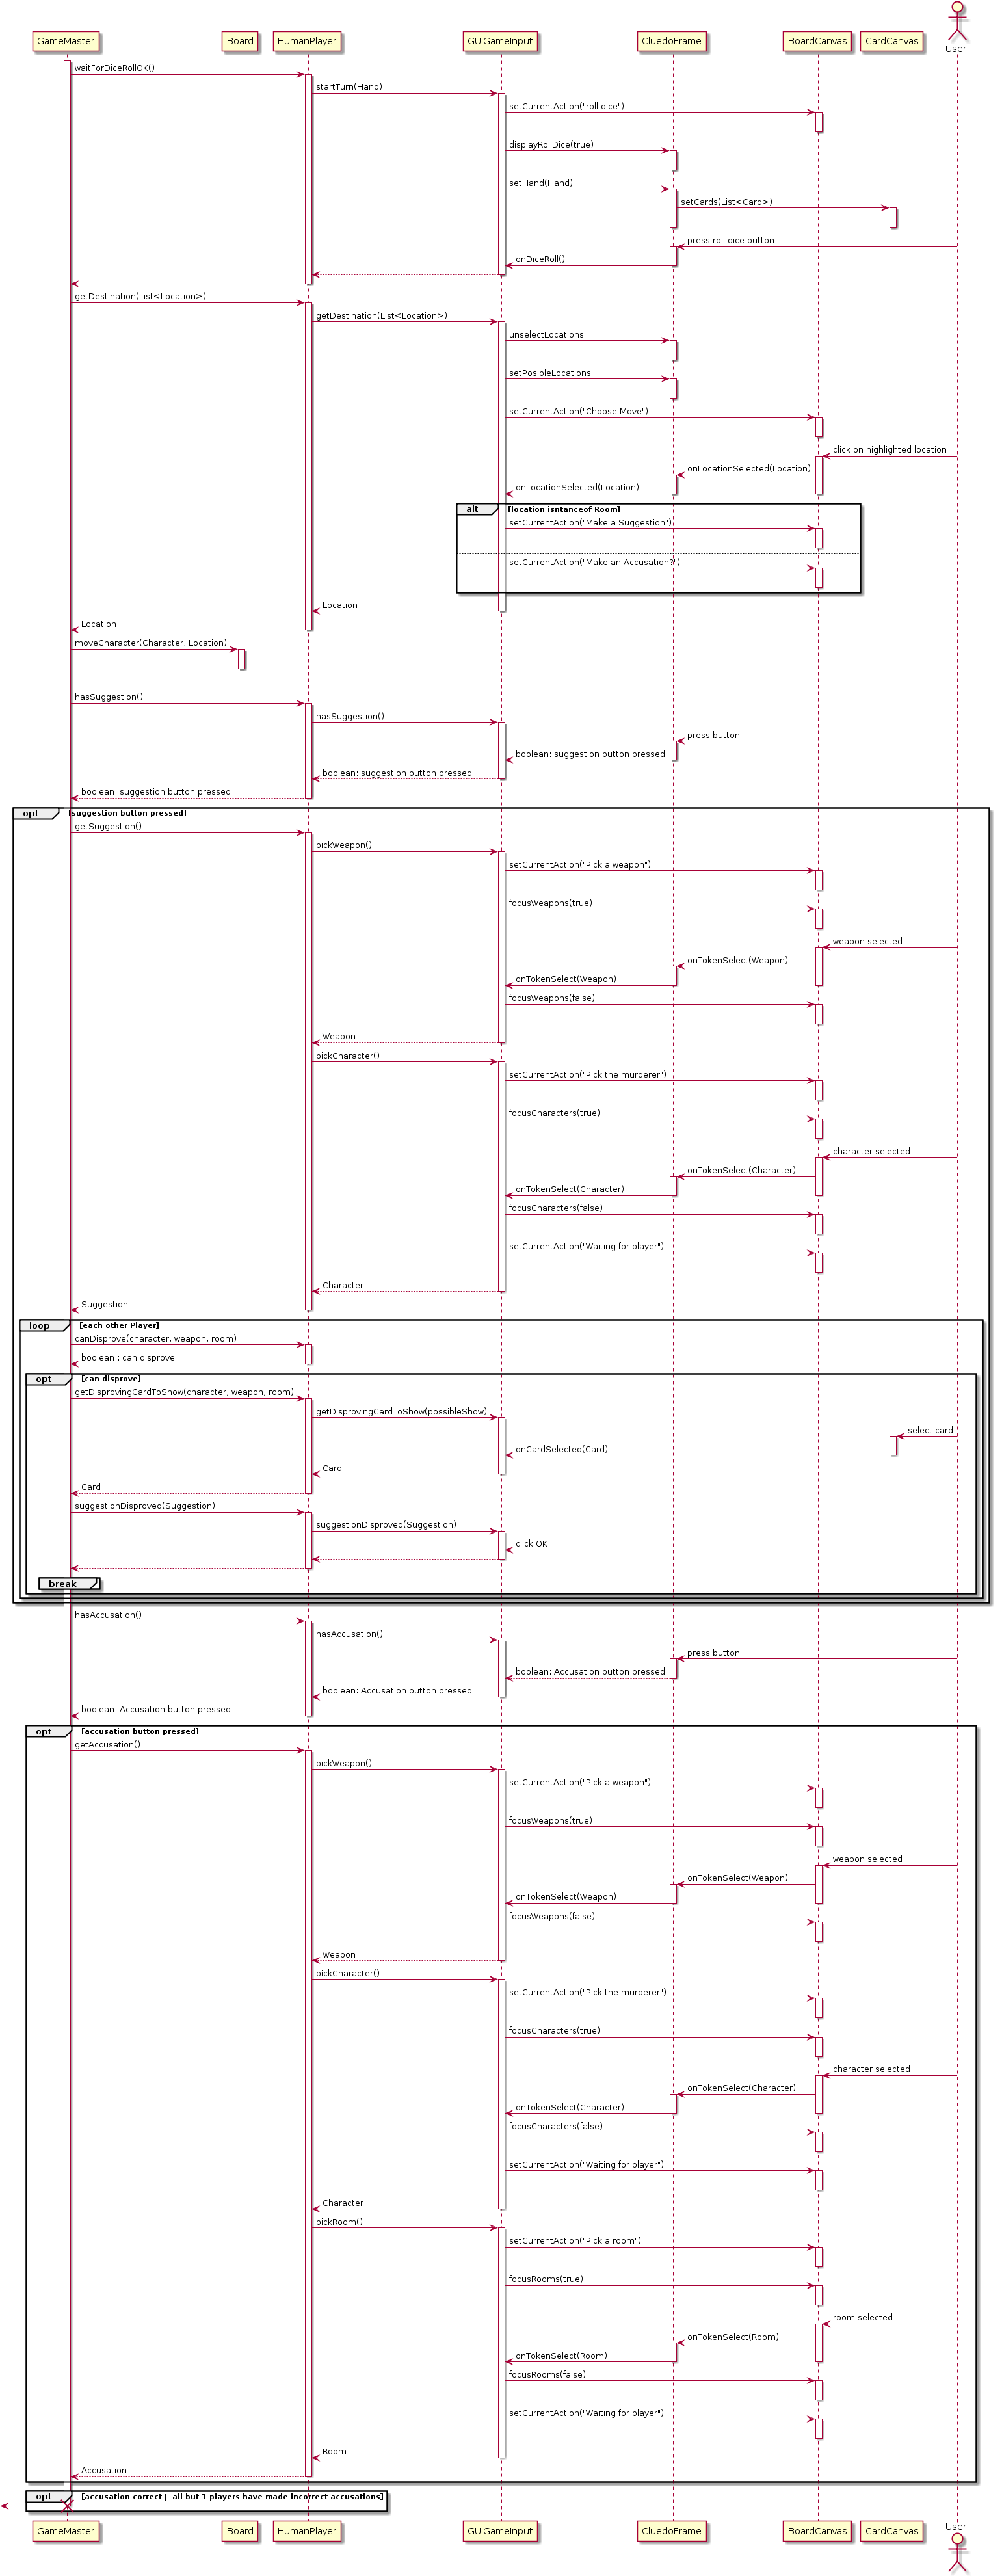 User
GameMaster
Board
HumanPlayer
GUIGameInput
CluedoFrame
BoardCanvas
CardCanvas
waitForDiceRollOK()
startTurn(Hand)
setCurrentAction("roll dice")
displayRollDice(true)
setHand(Hand)
setCards(List<Card>)
press roll dice button
onDiceRoll()
getDestination(List<Location>)
getDestination(List<Location>)
unselectLocations
setPosibleLocations
setCurrentAction("Choose Move")
click on highlighted location
onLocationSelected(Location)
onLocationSelected(Location)
alt [location isntanceof Room]
setCurrentAction("Make a Suggestion")
setCurrentAction("Make an Accusation?")
Location
Location
moveCharacter(Character, Location)
hasSuggestion()
hasSuggestion()
press button
boolean: suggestion button pressed
boolean: suggestion button pressed
boolean: suggestion button pressed
opt [suggestion button pressed]
getSuggestion()
pickWeapon()
setCurrentAction("Pick a weapon")
focusWeapons(true)
weapon selected
onTokenSelect(Weapon)
onTokenSelect(Weapon)
focusWeapons(false)
Weapon
pickCharacter()
setCurrentAction("Pick the murderer")
focusCharacters(true)
character selected
onTokenSelect(Character)
onTokenSelect(Character)
focusCharacters(false)
setCurrentAction("Waiting for player")
Character
Suggestion
loop [each other Player]
canDisprove(character, weapon, room)
boolean : can disprove
opt [can disprove]
getDisprovingCardToShow(character, weapon, room)
getDisprovingCardToShow(possibleShow)
select card
onCardSelected(Card)
Card
Card
suggestionDisproved(Suggestion)
suggestionDisproved(Suggestion)
click OK
break
hasAccusation()
hasAccusation()
press button
boolean: Accusation button pressed
boolean: Accusation button pressed
boolean: Accusation button pressed
opt [accusation button pressed]
getAccusation()
pickWeapon()
setCurrentAction("Pick a weapon")
focusWeapons(true)
weapon selected
onTokenSelect(Weapon)
onTokenSelect(Weapon)
focusWeapons(false)
Weapon
pickCharacter()
setCurrentAction("Pick the murderer")
focusCharacters(true)
character selected
onTokenSelect(Character)
onTokenSelect(Character)
focusCharacters(false)
setCurrentAction("Waiting for player")
Character
pickRoom()
setCurrentAction("Pick a room")
focusRooms(true)
room selected
onTokenSelect(Room)
onTokenSelect(Room)
focusRooms(false)
setCurrentAction("Waiting for player")
Room
Accusation
opt [accusation correct || all but 1 players have made incorrect accusations]
GameMaster
Board
HumanPlayer
GUIGameInput
CluedoFrame
BoardCanvas
CardCanvas
User